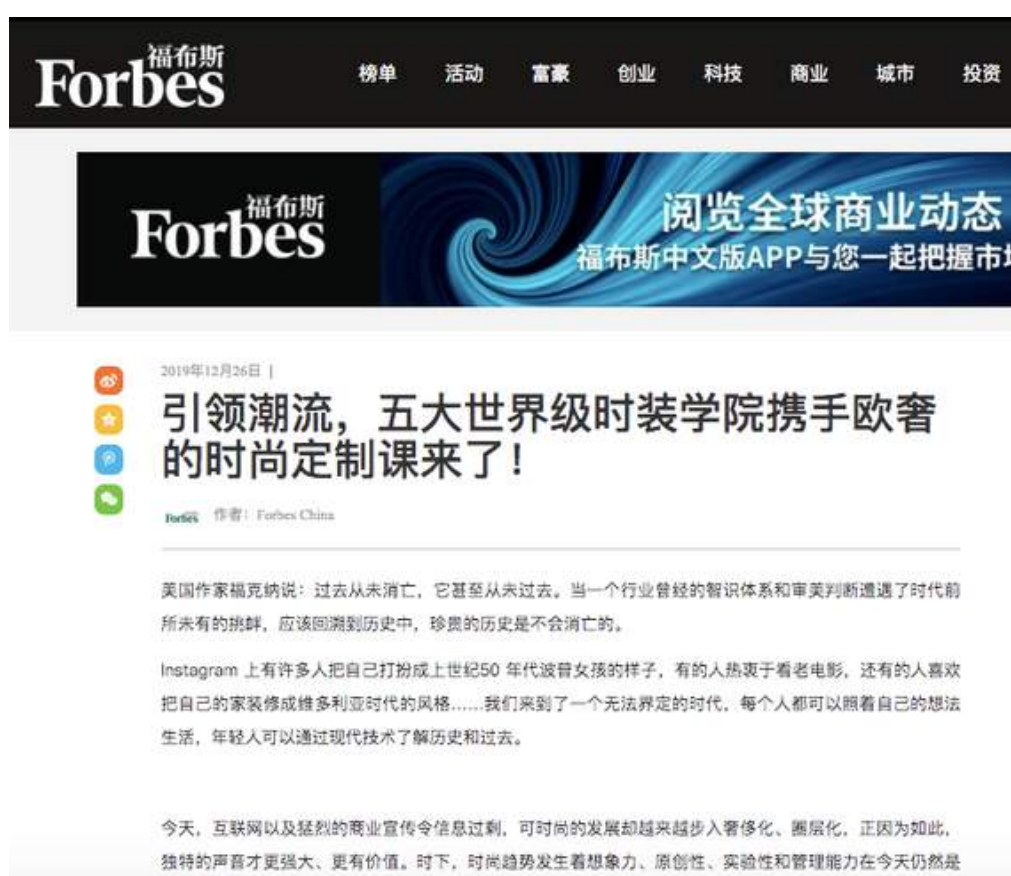 Forbes 福布斯
榜单 活动 富豪 创业 科技 商业 城市 投资
Forbes 福布斯
阅览全球商业动态
福布斯中文版APP与您一起把握市场
2019年12月26日 |
引领潮流，五大世界级时装学院携手欧奢
的时尚定制课来了！
Forbes 作者：Forbes China
美国作家福克纳说：过去从未消亡，它甚至从未过去。当一个行业曾经的智识体系和审美判断遭遇了时代前
所未有的挑衅，应该回溯到历史中，珍贵的历史是不会消亡的。
Instagram 上有许多人把自己打扮成上世纪50 年代波普女孩的样子，有的人热衷于看老电影，还有的人喜欢
把自己的家装修成维多利亚时代的风格……我们来到了一个无法界定的时代，每个人都可以照着自己的想法
生活，年轻人可以通过现代技术了解历史和过去。
今天，互联网以及猛烈的商业宣传令信息过剩，可时尚的发展却越来越步入奢侈化、圈层化，正因为如此，
独特的声音才更强大、更有价值。时下，时尚趋势发生着想象力、原创性、实验性和管理能力在今天仍然是